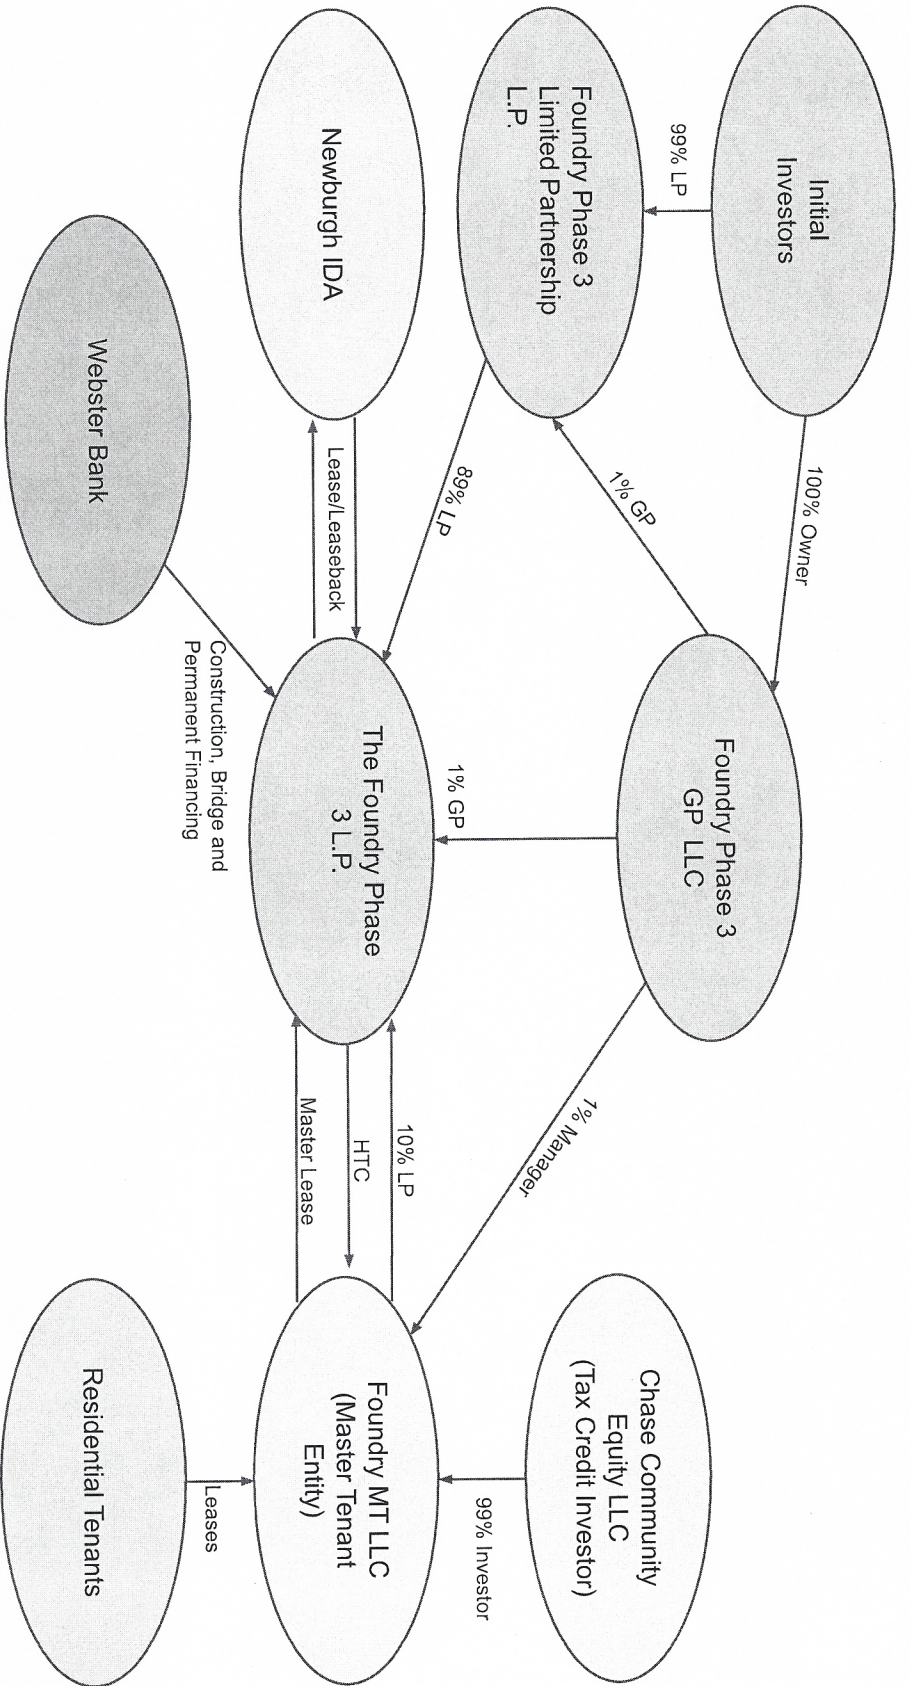 Initial
Investors
100% Owner
99% LP
Foundry Phase 3
GP LLC
Foundry Phase 3
Limited Partnership
L.P.
1% GP
1% GP
1% Manager
Chase Community
Equity LLC
(Tax Credit Investor)
99% Investor
89% LP
Newburgh IDA
Lease/Leaseback
The Foundry Phase
3 L.P.
10% LP
HTC
Master Lease
Foundry MT LLC
(Master Tenant
Entity)
Webster Bank
Construction, Bridge and
Permanent Financing
Leases
Residential Tenants